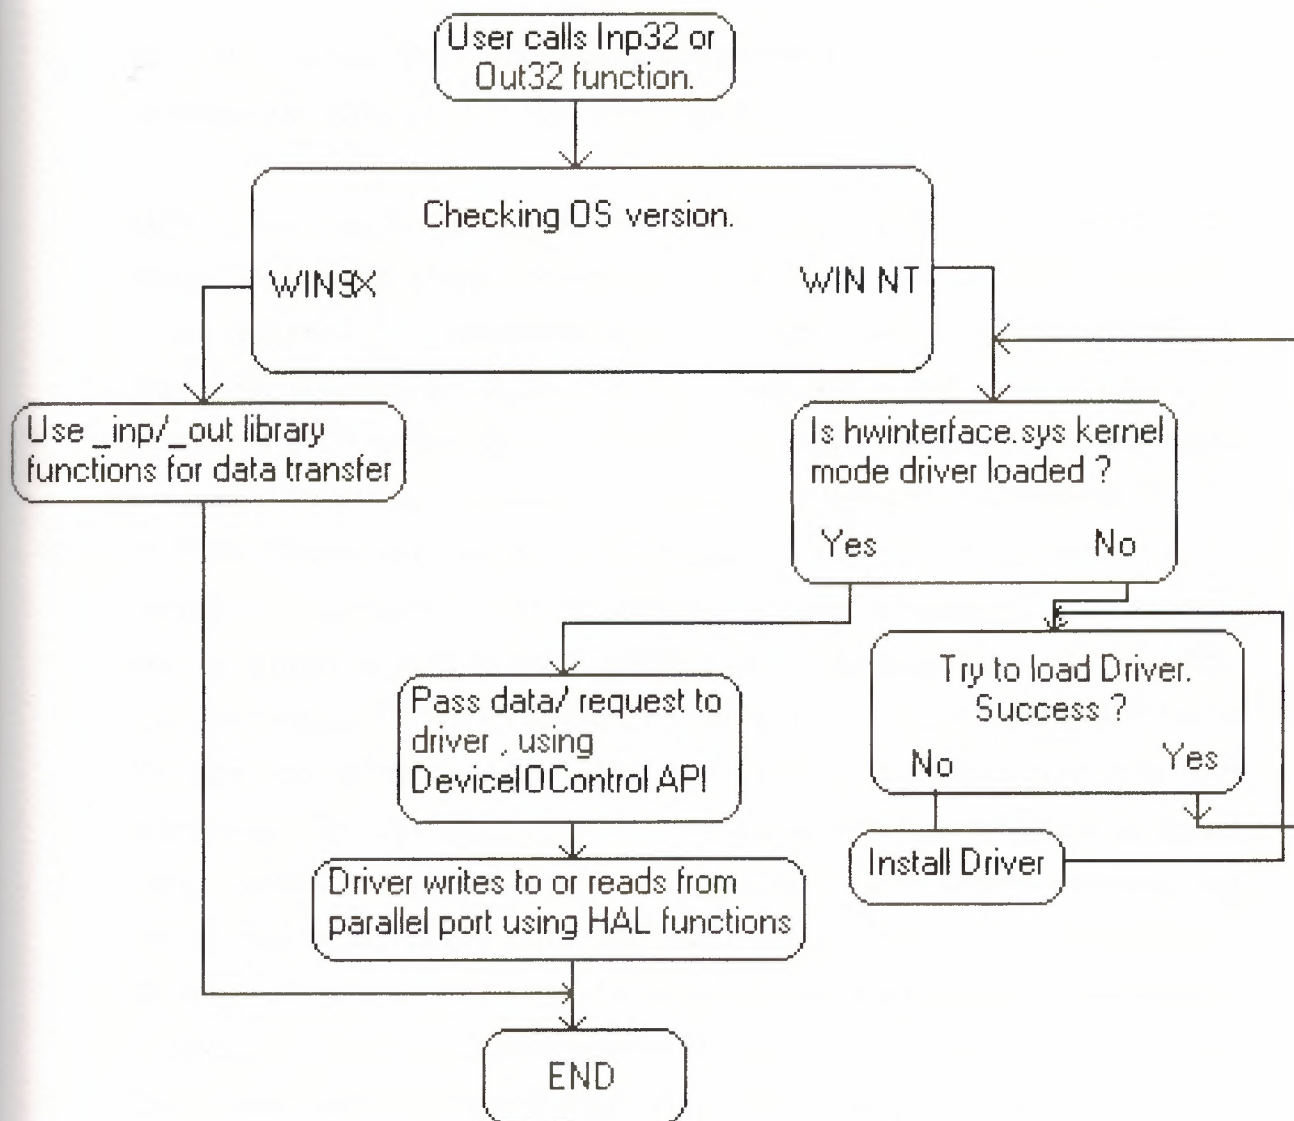 User calls Inp32 or
Out32 function.
Checking OS version.
WIN9X
WIN NT
Use _inp/_out library
functions for data transfer
Is hwinterface.sys kernel
mode driver loaded ?
Yes
No
Try to load Driver.
Success ?
No
Yes
Pass data/ request to
driver , using
DeviceIOControl API
Install Driver
Driver writes to or reads from
parallel port using HAL functions
END